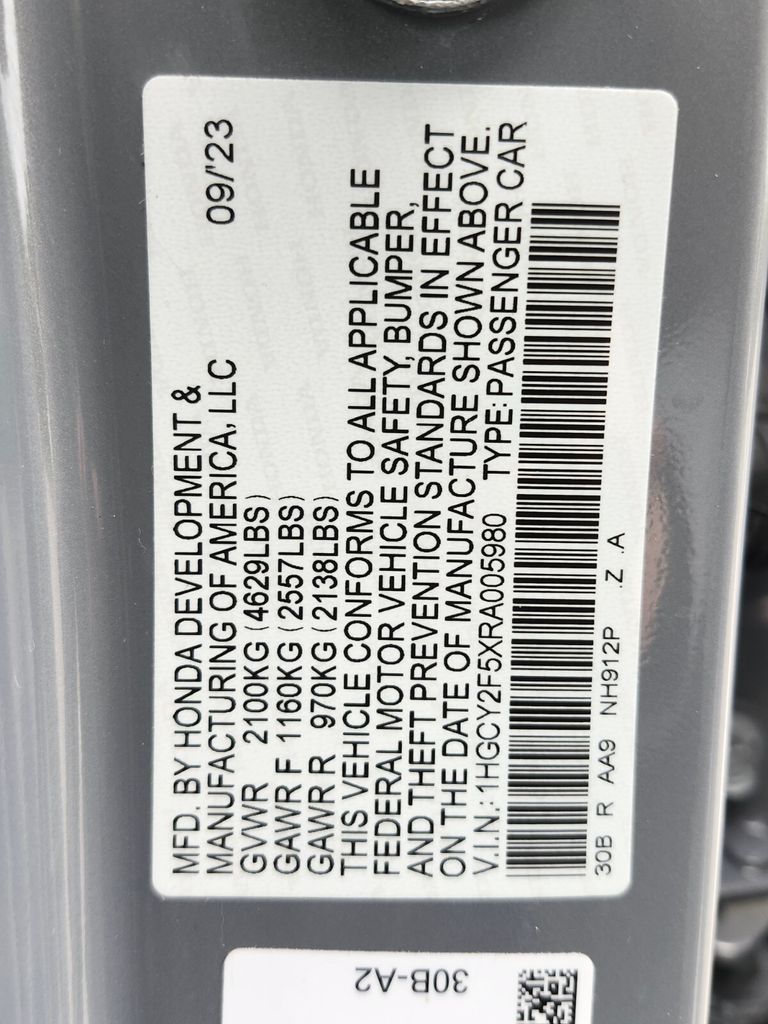 MFD. BY HONDA DEVELOPMENT &
MANUFACTURING OF AMERICA, LLC 09/'23
GVWR 2100KG (4629LBS)
GAWR F 1160KG (2557LBS)
GAWR R 970KG (2138LBS)
THIS VEHICLE CONFORMS TO ALL APPLICABLE
FEDERAL MOTOR VEHICLE SAFETY, BUMPER,
AND THEFT PREVENTION STANDARDS IN EFFECT
ON THE DATE OF MANUFACTURE SHOWN ABOVE.
V.I.N.: 1HGCY2F5XRA005980 TYPE: PASSENGER CAR
30B R AA9 NH912P .Z .A
30B-A2